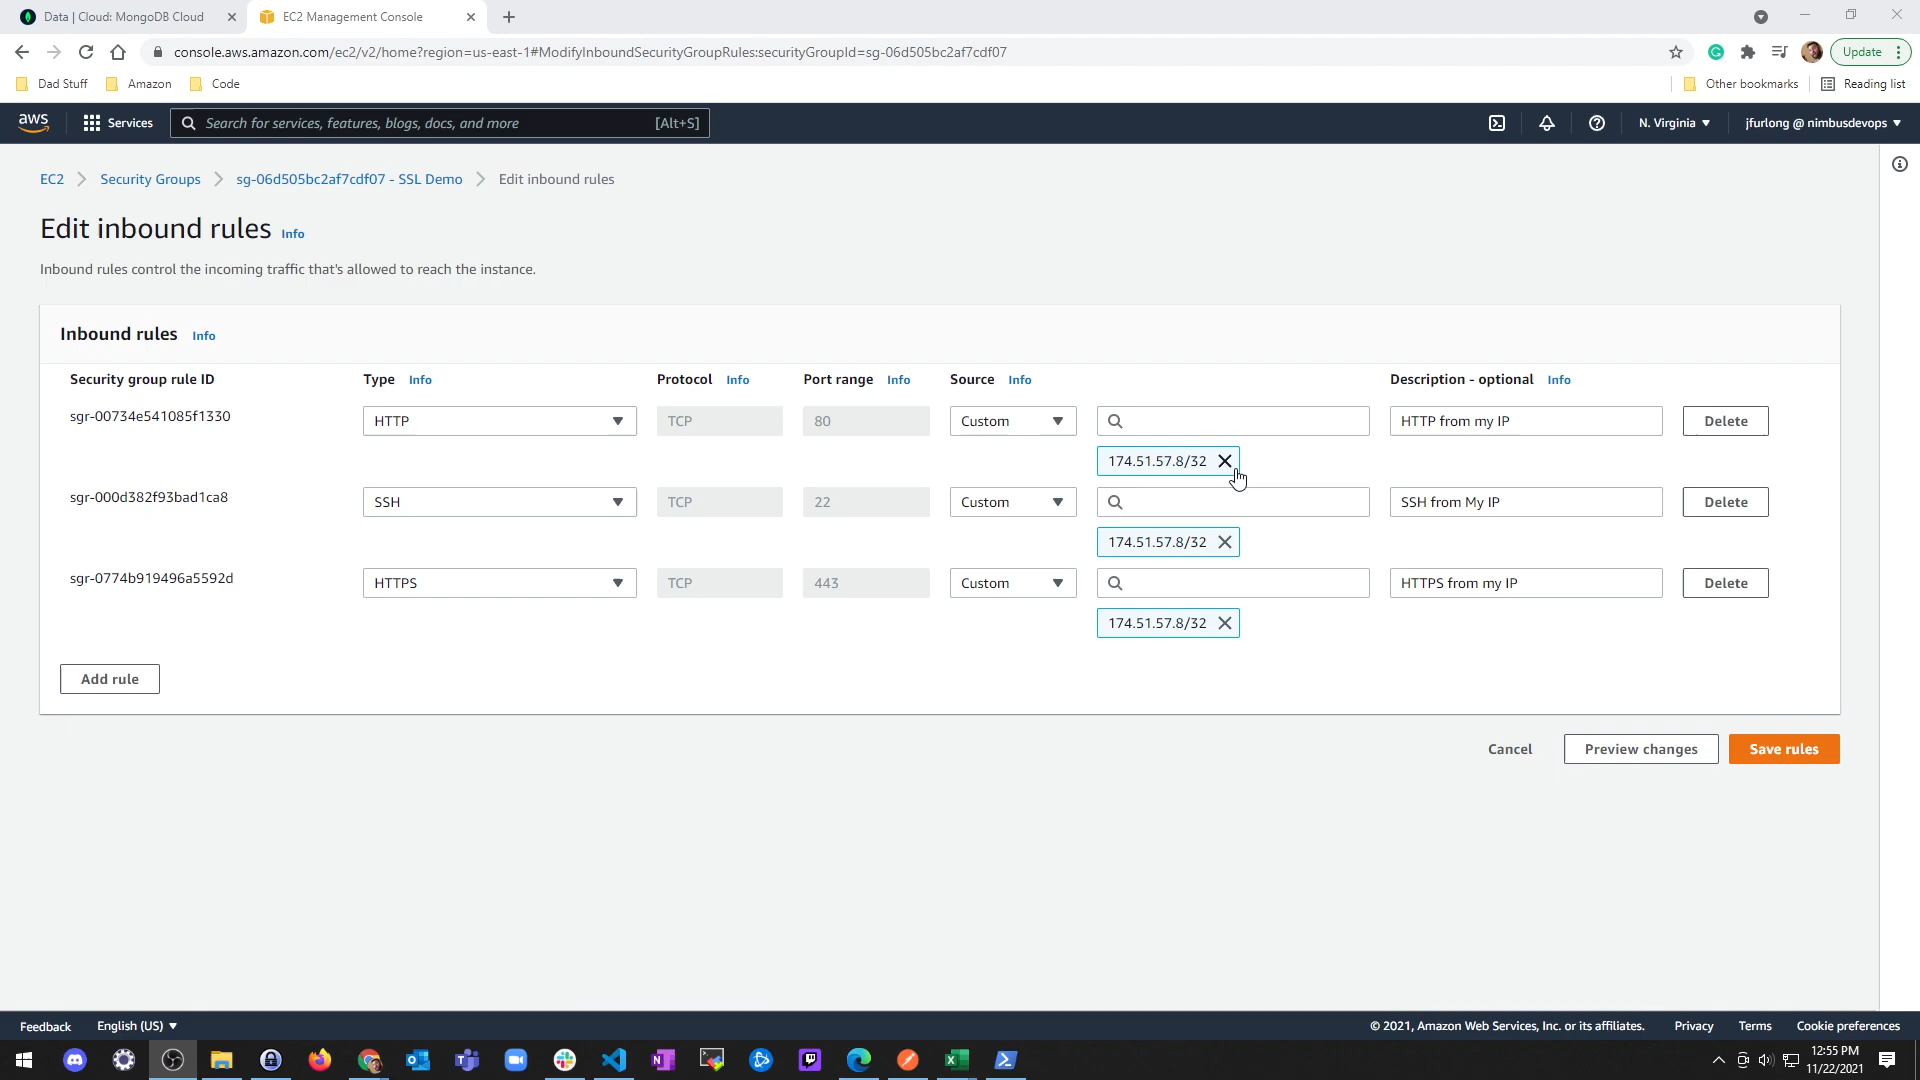 Data | Cloud: MongoDB Cloud
EC2 Management Console
console.aws.amazon.com/ec2/v2/home?region=us-east-1#ModifyInboundSecurityGroupRules:securityGroupId=sg-06d505bc2af7cdf07
Update
Dad Stuff
Amazon
Code
Other bookmarks
Reading list
aws
Services
Search for services, features, blogs, docs, and more
[Alt+S]
N. Virginia
jfurlong @ nimbusdevops
EC2
Security Groups
sg-06d505bc2af7cdf07 - SSL Demo
Edit inbound rules
Edit inbound rules Info
Inbound rules control the incoming traffic that's allowed to reach the instance.
Inbound rules Info
Security group rule ID
Type Info
Protocol Info
Port range Info
Source Info
Description - optional Info
sgr-00734e541085f1330
HTTP
TCP
80
Custom
HTTP from my IP
Delete
174.51.57.8/32
sgr-000d382f93bad1ca8
SSH
TCP
22
Custom
SSH from My IP
Delete
174.51.57.8/32
sgr-0774b919496a5592d
HTTPS
TCP
443
Custom
HTTPS from my IP
Delete
174.51.57.8/32
Add rule
Cancel
Preview changes
Save rules
Feedback
English (US)
© 2021, Amazon Web Services, Inc. or its affiliates.
Privacy
Terms
Cookie preferences
12:55 PM
11/22/2021